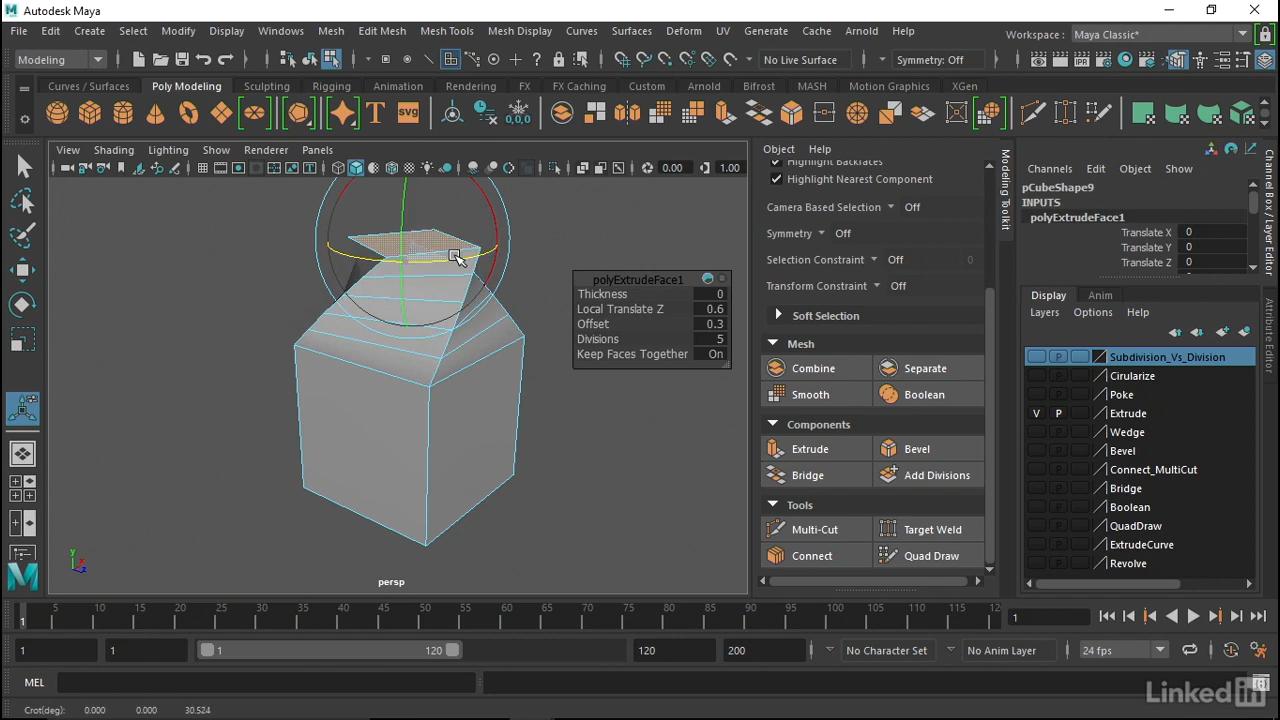 Autodesk Maya
File Edit Create Select Modify Display Windows Mesh Edit Mesh Mesh Tools Mesh Display Curves Surfaces Deform UV Generate Cache Arnold Help
Workspace : Maya Classic*
Modeling
No Live Surface
Symmetry: Off
Curves / Surfaces Poly Modeling Sculpting Rigging Animation Rendering FX FX Caching Custom Arnold Bifrost MASH Motion Graphics XGen
View Shading Lighting Show Renderer Panels
0.00 1.00
polyExtrudeFace1
Thickness 0
Local Translate Z 0.6
Offset 0.3
Divisions 5
Keep Faces Together On
persp
Object Help
Highlight Backfaces
Highlight Nearest Component
Camera Based Selection Off
Symmetry Off
Selection Constraint Off 0
Transform Constraint Off
Soft Selection
Mesh
Combine Separate
Smooth Boolean
Components
Extrude Bevel
Bridge Add Divisions
Tools
Multi-Cut Target Weld
Connect Quad Draw
Modeling Toolkit
Channels Edit Object Show
pCubeShape9
INPUTS
polyExtrudeFace1
Translate X 0
Translate Y 0
Translate Z 0
Display Anim
Layers Options Help
Subdivision_Vs_Division
Cirularize
Poke
V P Extrude
Wedge
Bevel
Connect_MultiCut
Bridge
Boolean
QuadDraw
ExtrudeCurve
Revolve
Channel Box / Layer Editor
Attribute Editor
1 5 10 15 20 25 30 35 40 45 50 55 60 65 70 75 80 85 90 95 100 105 110 115 120
1
1 1 1 120 120 200
No Character Set
No Anim Layer
24 fps
MEL
Crot(deg): 0.000 0.000 30.524
LinkedIn